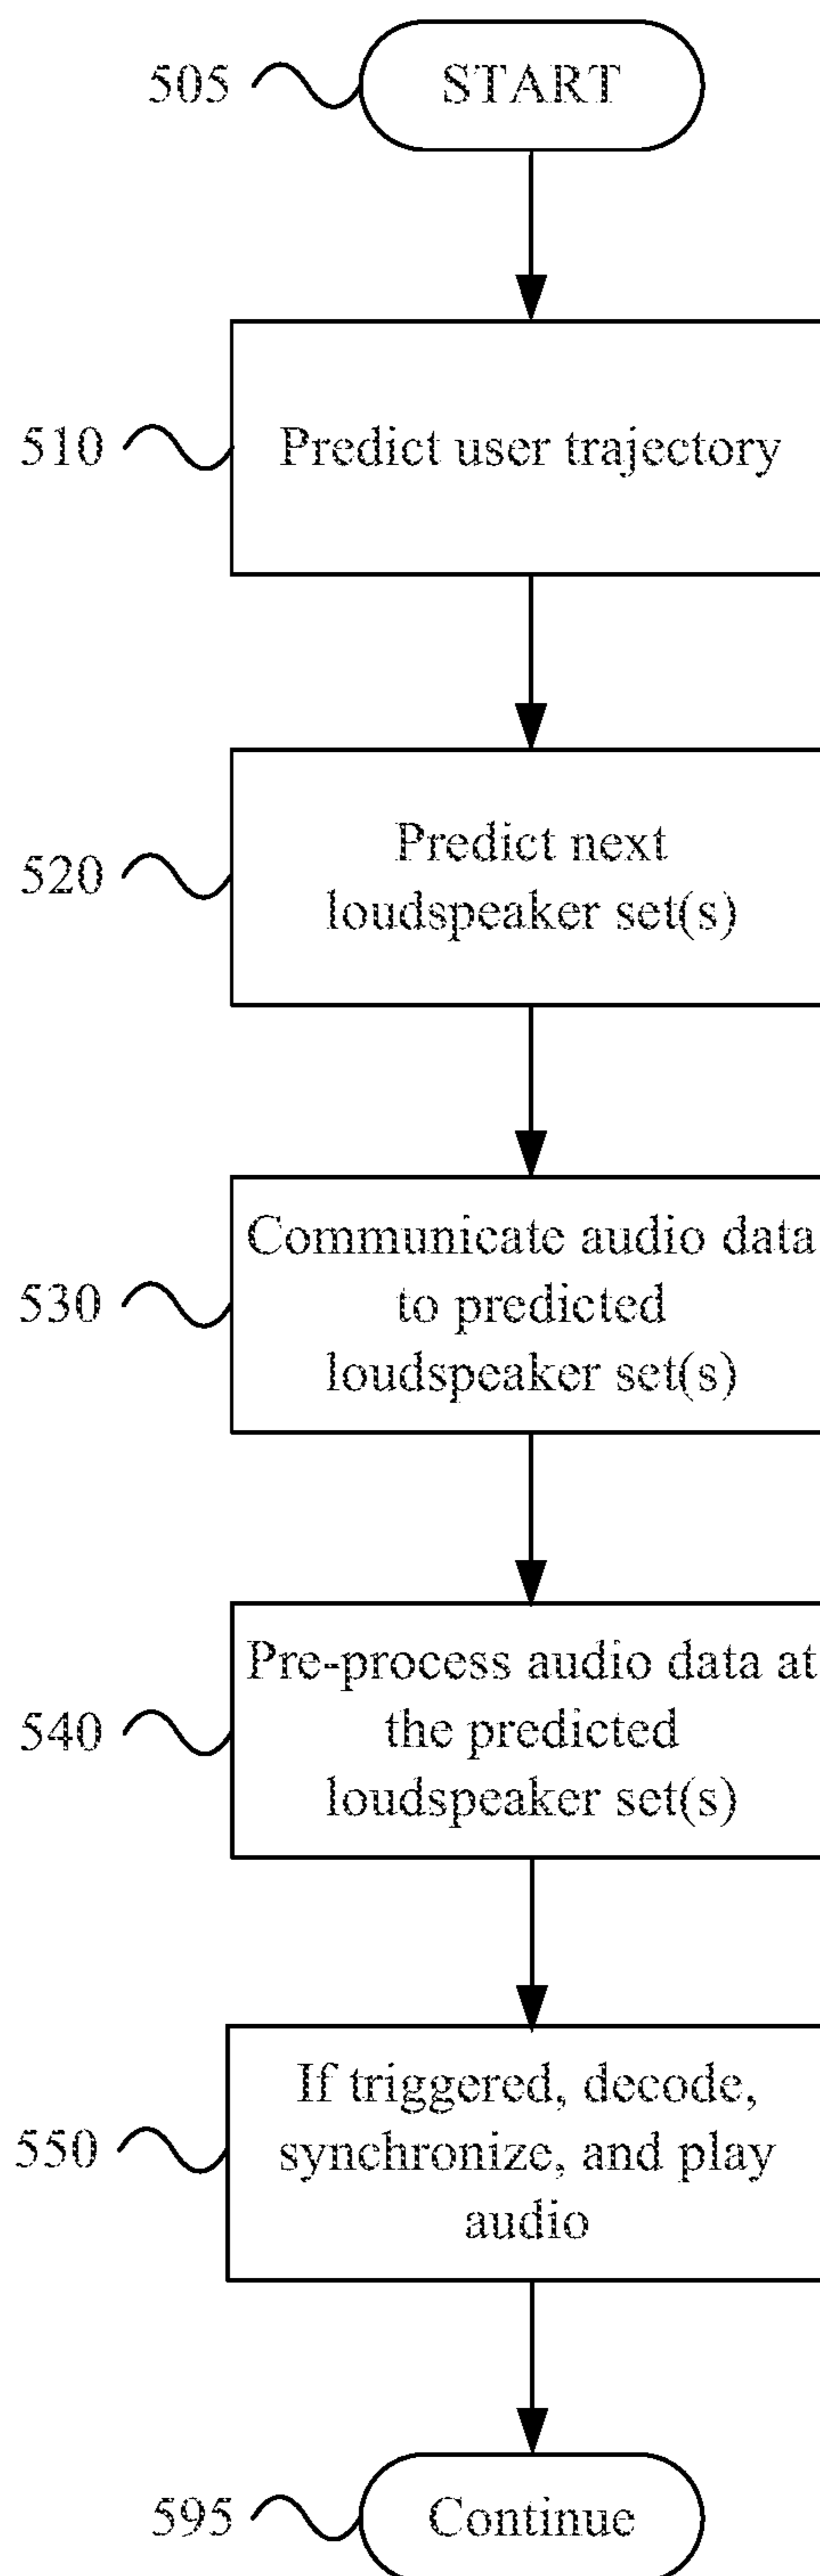 505 START
510 Predict user trajectory
520 Predict next
loudspeaker set(s)
530 Communicate audio data
to predicted
loudspeaker set(s)
540 Pre-process audio data at
the predicted
loudspeaker set(s)
550 If triggered, decode,
synchronize, and play
audio
595 Continue